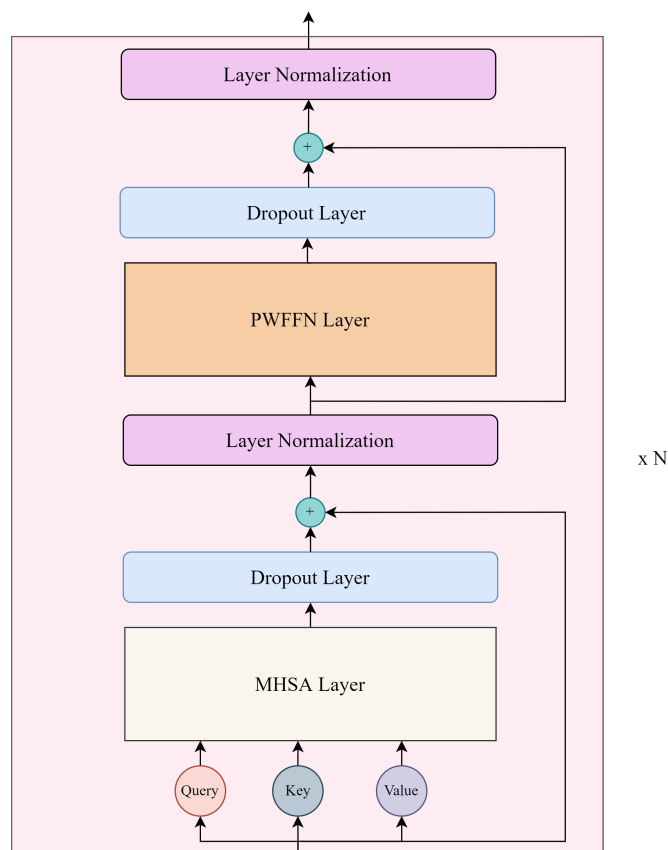 Layer Normalization
+
Dropout Layer
PWFFN Layer
Layer Normalization
x N
+
Dropout Layer
MHSA Layer
Query Key Value